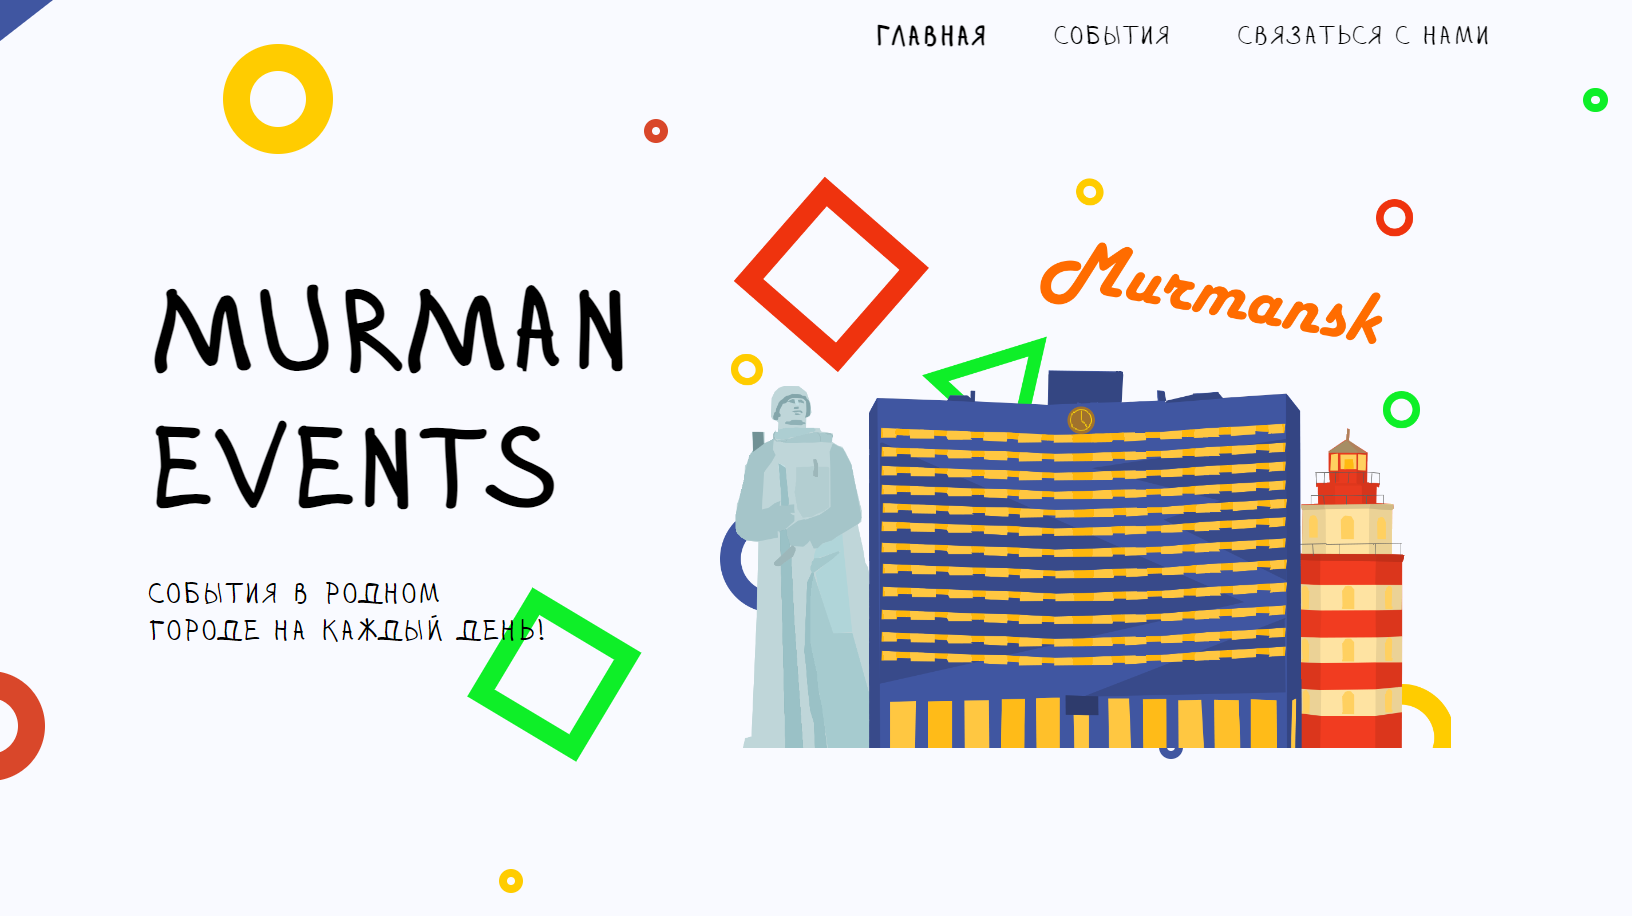 ГЛАВНАЯ СОБЫТИЯ СВЯЗАТЬСЯ С НАМИ
Murmansk
MURMAN
EVENTS
СОБЫТИЯ В РОДНОМ
ГОРОДЕ НА КАЖДЫЙ ДЕНЬ!